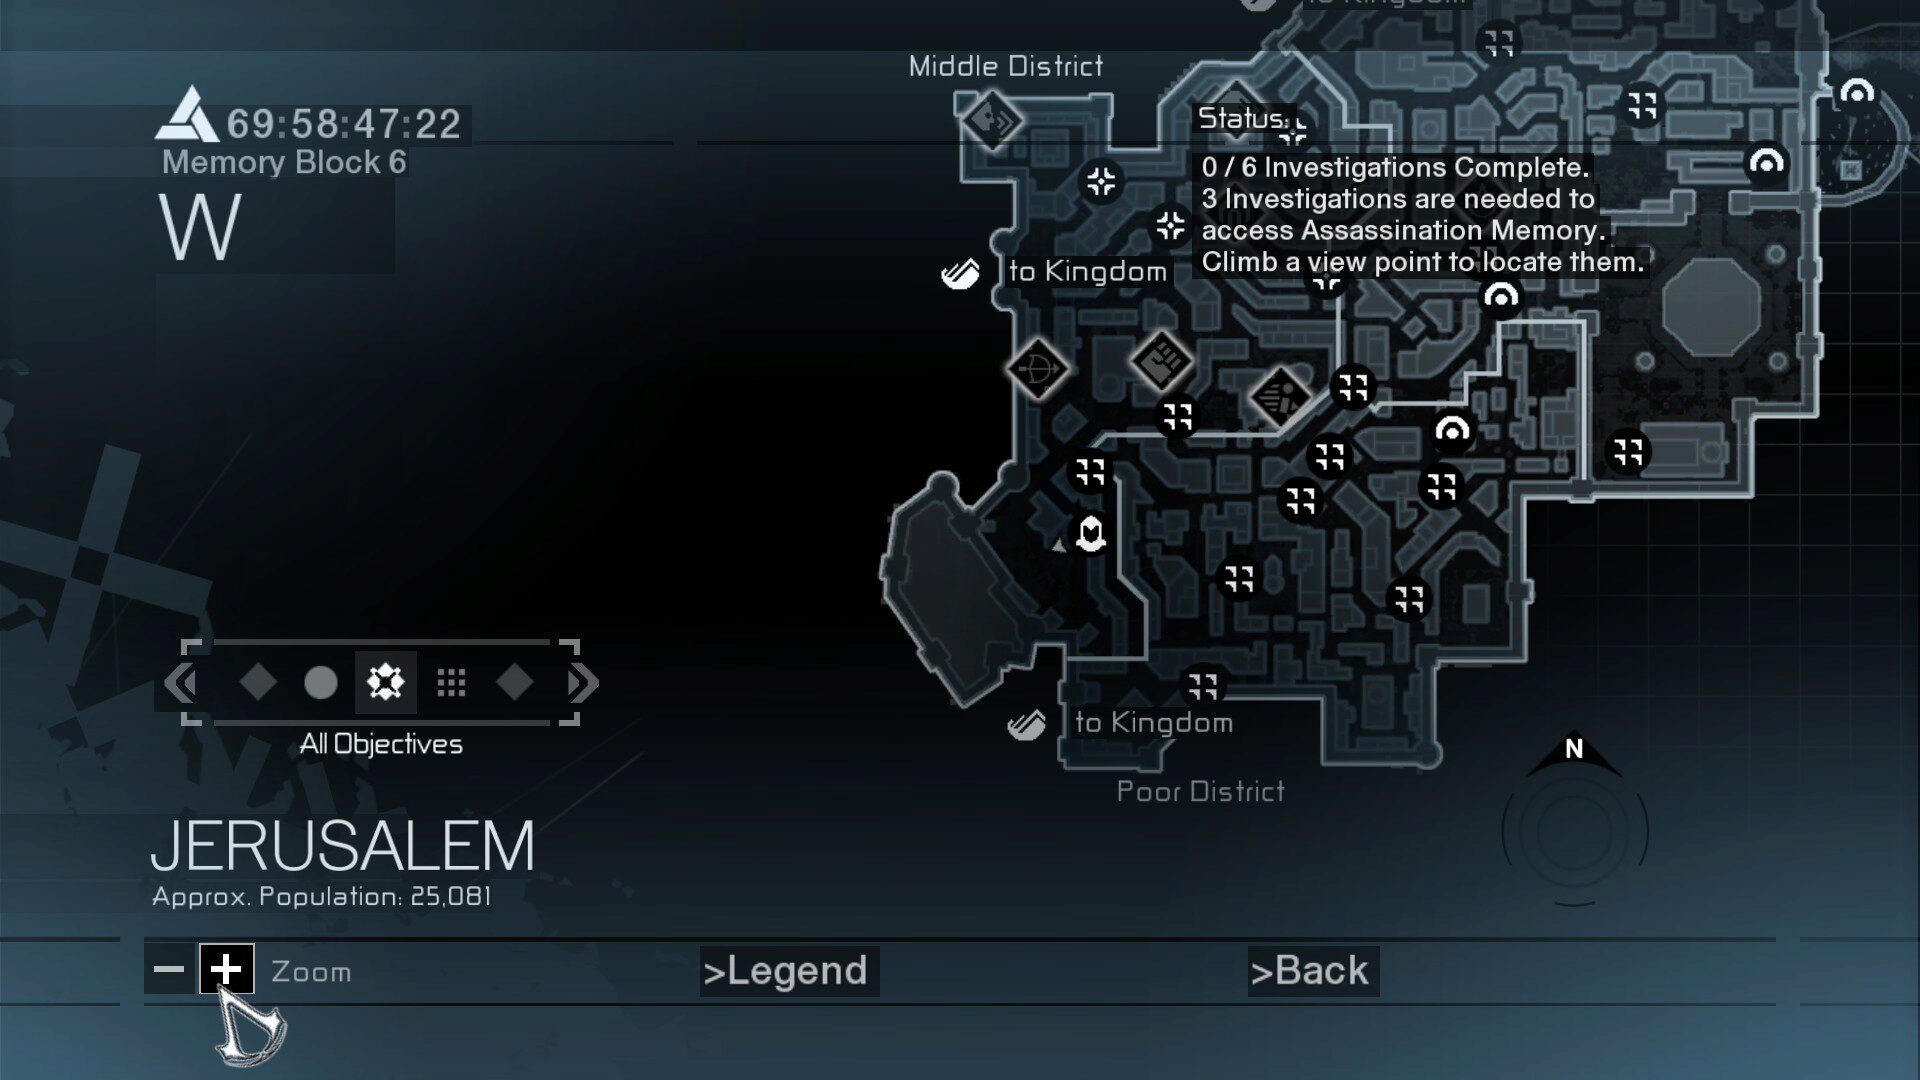 to Kingdom
Middle District
69:58:47:22
Memory Block 6
W
Status:
0 / 6 Investigations Complete.
3 Investigations are needed to
access Assassination Memory.
Climb a view point to locate them.
to Kingdom
to Kingdom
All Objectives
Poor District
N
JERUSALEM
Approx. Population: 25,081
Zoom
>Legend
>Back